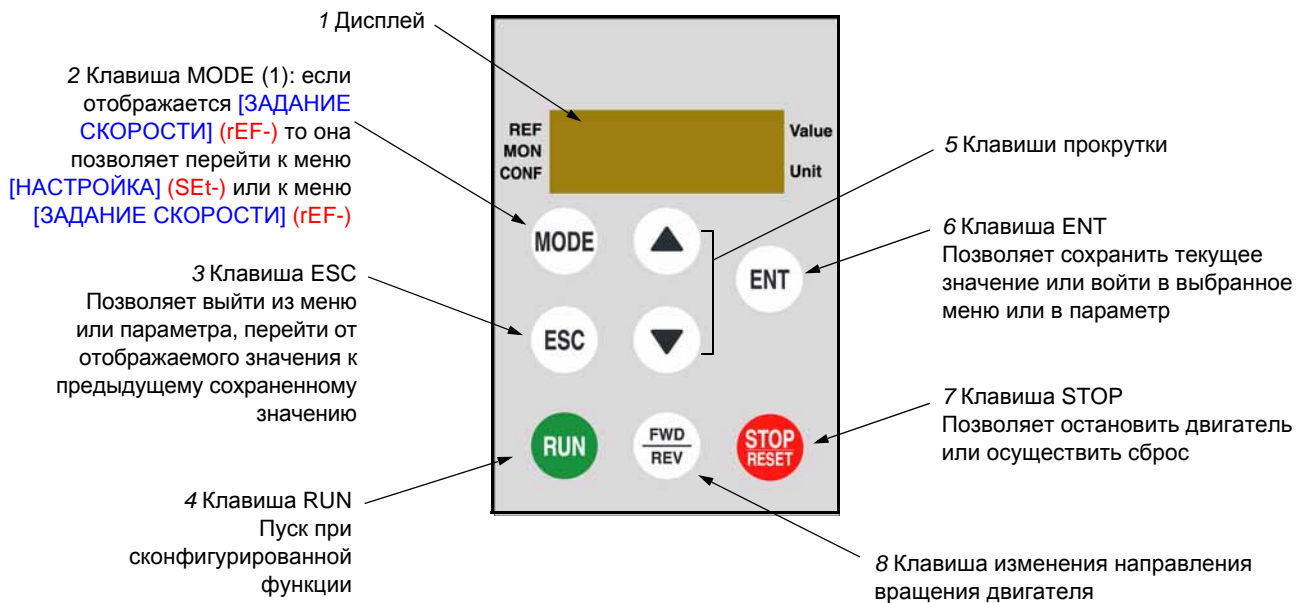 1 Дисплей
2 Клавиша MODE (1): если
отображается [ЗАДАНИЕ
СКОРОСТИ] (rEF-) то она
позволяет перейти к меню
[НАСТРОЙКА] (SEt-) или к меню
[ЗАДАНИЕ СКОРОСТИ] (rEF-)
3 Клавиша ESC
Позволяет выйти из меню
или параметра, перейти от
отображаемого значения к
предыдущему сохраненному
значению
4 Клавиша RUN
Пуск при
сконфигурированной
функции
REF
MON
CONF
Value
Unit
MODE
ENT
ESC
RUN
FWD
REV
STOP
RESET
5 Клавиши прокрутки
6 Клавиша ENT
Позволяет сохранить текущее
значение или войти в выбранное
меню или в параметр
7 Клавиша STOP
Позволяет остановить двигатель
или осуществить сброс
8 Клавиша изменения направления
вращения двигателя